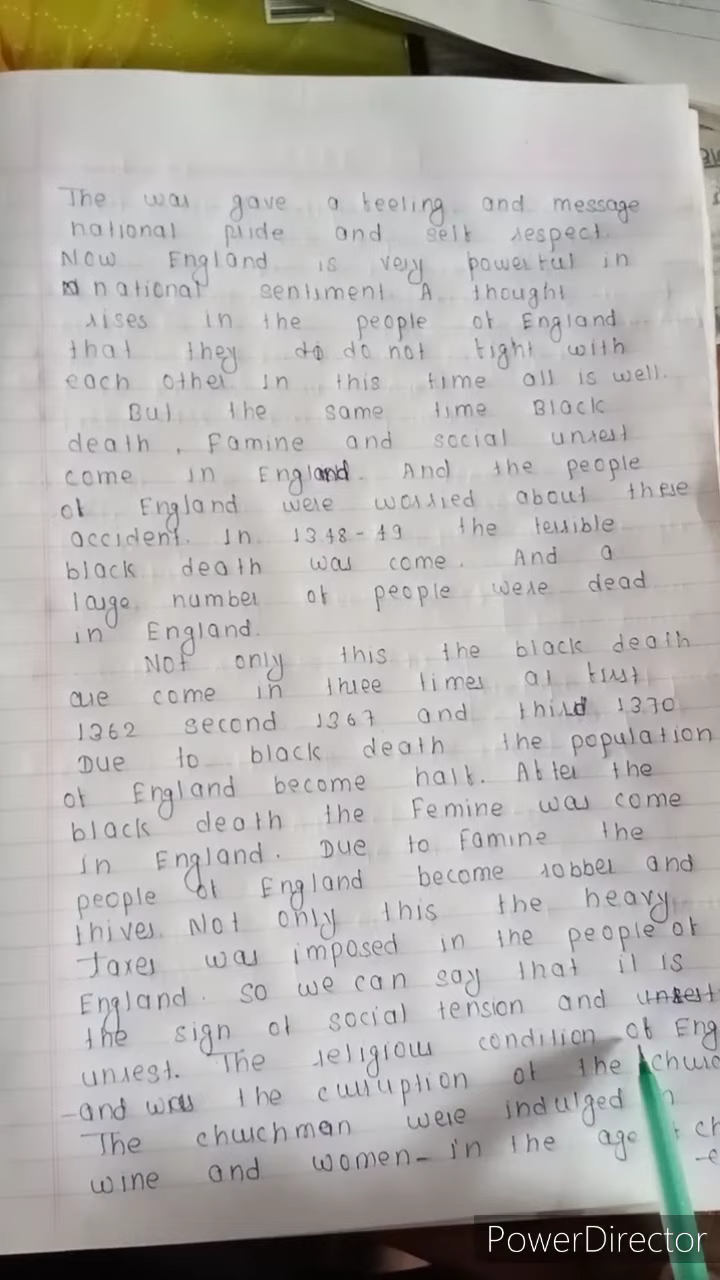 The was gave a feeling and message
national pride and self respect.
Now England is very powerful in
national sentiment A thought
rises in the people of England
that they do do not fight with
each other in this time all is well.
But the same time Black
death, Famine and social unrest
come in England. And the people
of England were worried about these
accident. In 1348-49 the terrible
black death was come. And a
large number of people were dead
in England.
Not only this the black death
are come in three times at first
1362 second 1367 and third 1370
Due to black death the population
of England become half. After the
black death the Femine was come
in England. Due to Famine the
people of England become robber and
thives. Not only this the heavy
taxes was imposed in the people of
England. So we can say that it is
the sign of social tension and unrest
unrest. The religious condition of Eng
-and was the curruption of the
The churchman were indulged
wine and women- in the age
PowerDirector